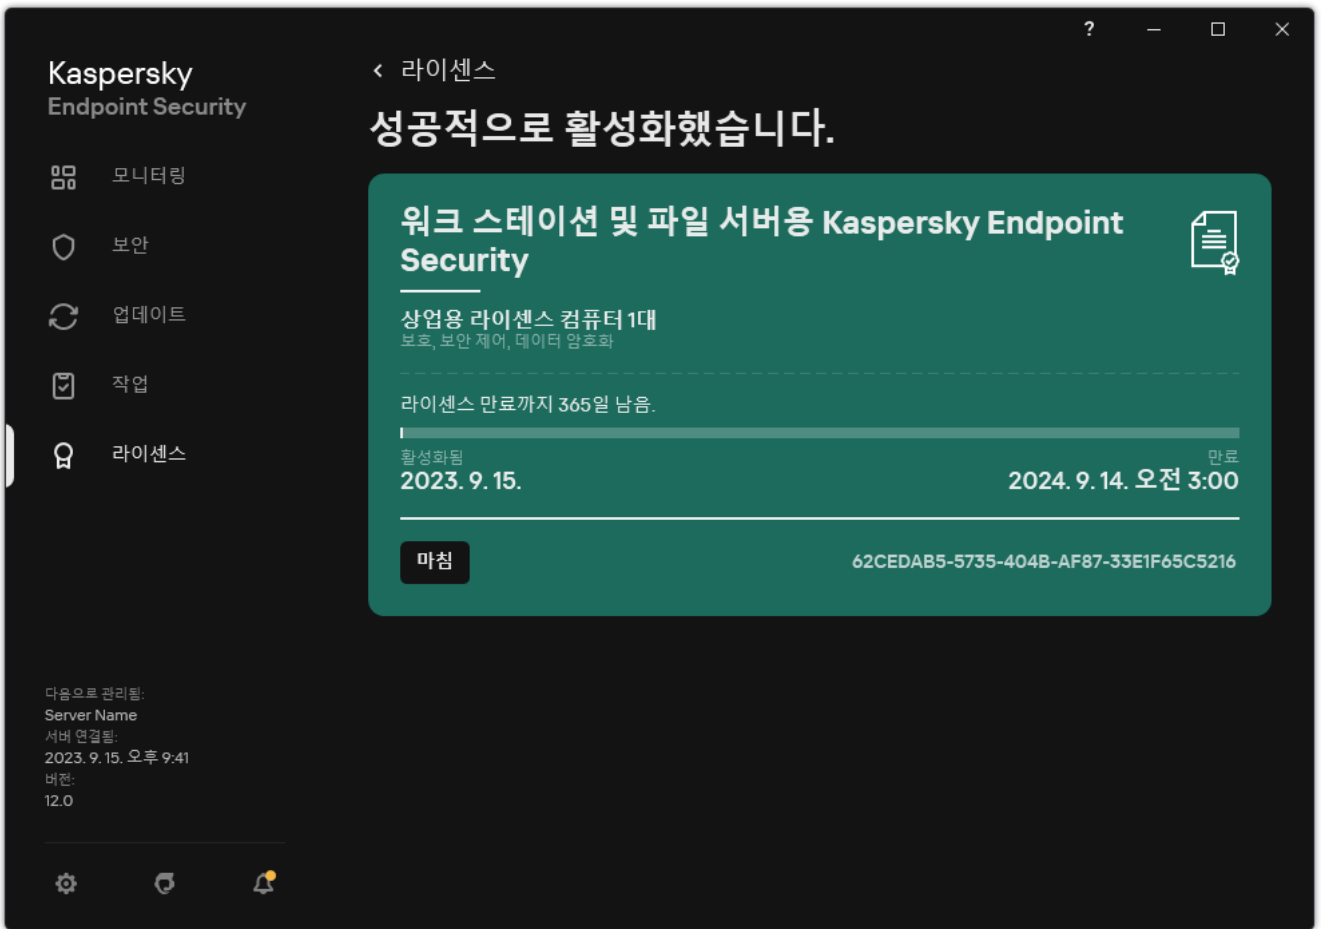 ?
Kaspersky
Endpoint Security
모니터링
보안
업데이트
작업
라이센스
다음으로 관리됨:
Server Name
서버 연결됨:
2023. 9. 15. 오후 9:41
버전:
12.0
라이센스
성공적으로 활성화했습니다.
워크 스테이션 및 파일 서버용 Kaspersky Endpoint
Security
상업용 라이센스 컴퓨터 1대
보호, 보안 제어, 데이터 암호화
라이센스 만료까지 365일 남음.
활성화됨
2023. 9. 15.
만료
2024. 9. 14. 오전 3:00
마침
62CEDAB5-5735-404B-AF87-33E1F65C5216